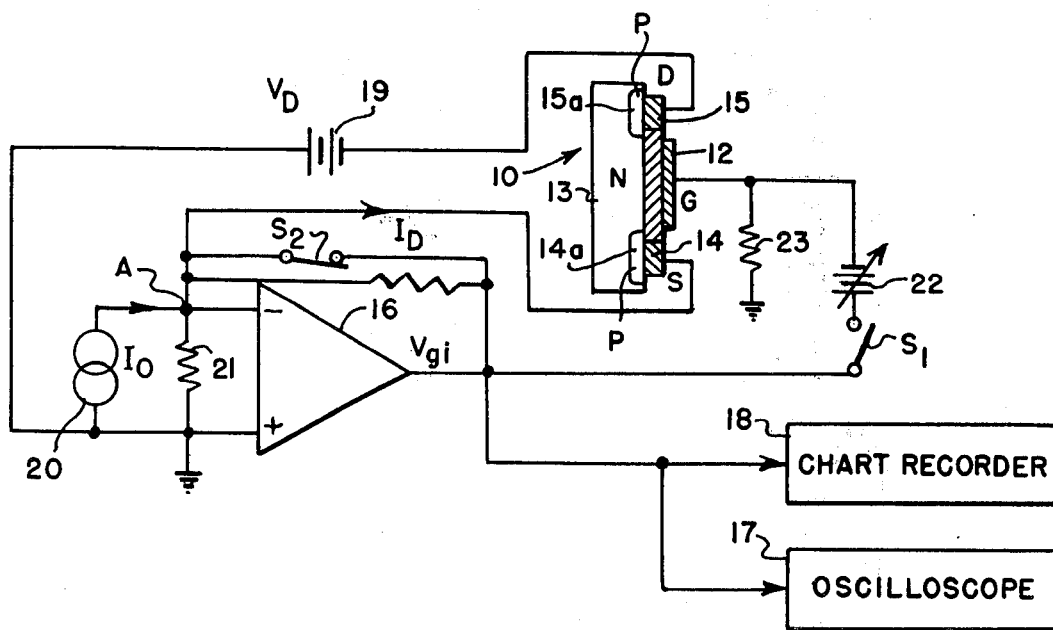 P
D
V_D
19
15a
15
12
10
N
13
G
S_2
I_D
14a
14
23
22
A
S
16
P
S_1
I_O
21
V_gi
−
+
20
18
CHART RECORDER
17
OSCILLOSCOPE